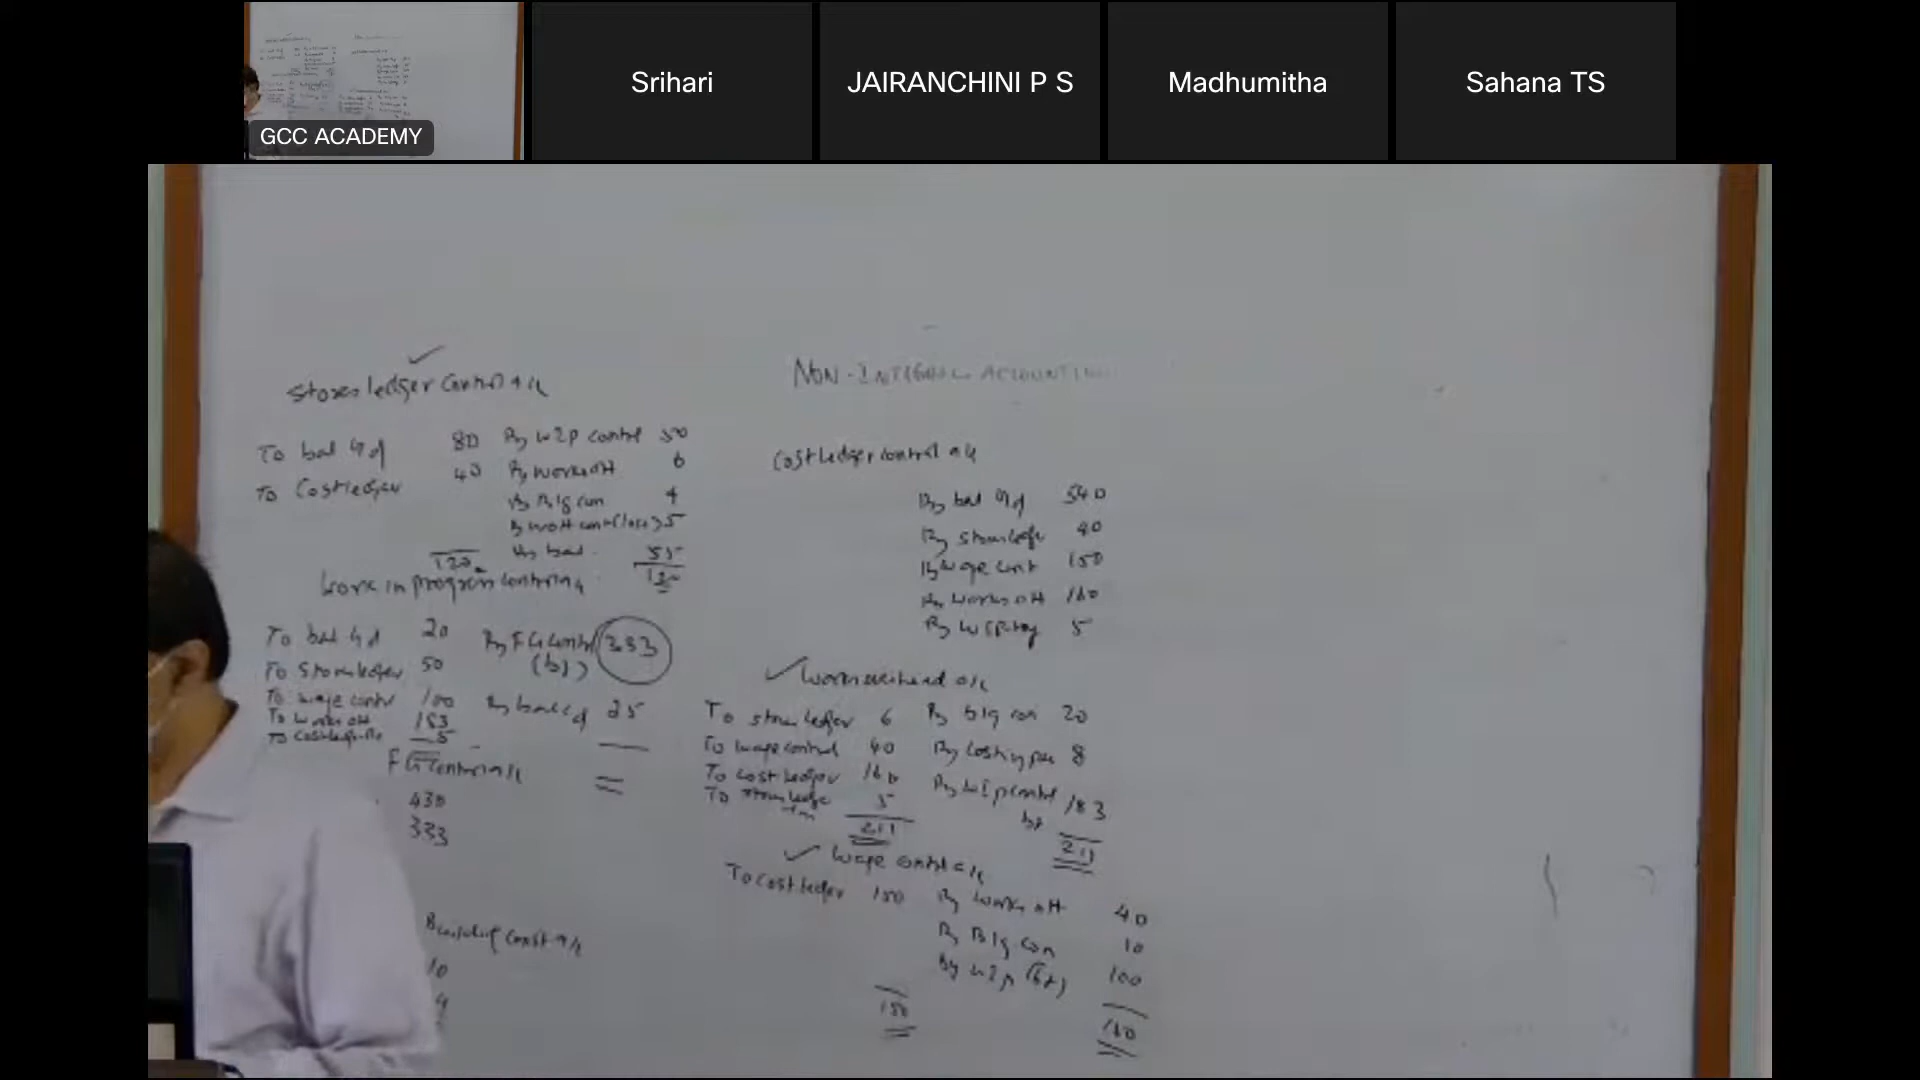 GCC ACADEMY
Srihari
JAIRANCHINI P S
Madhumitha
Sahana TS
Stores ledger Control a/c
To bal b/d 80 By WIP control 50
To Cost ledger 40 By works OH 6
By Blg con 4
5
By bal 55
120 120
Work in progress control a/c
To bal b/d 20 By FG Control 333
(b/f)
To Stores ledger 50
To wage contr 100 By bal c/d 25
To works OH 183
5
FG Control a/c
430
333
Building Const a/c
10
4
NON-INTEGRAL ACCOUNTING
Cost ledger control a/c
By bal b/d 540
By stores ledger 40
By wage cont 150
By works OH 160
5
Works overhead a/c
To stores ledger 6 By blg con 20
To wage control 40 By Costing P&L 8
To cost ledger 160 By WIP control 183
To stores ledger 5 b/f
211 211
Wage control a/c
To cost ledger 150 By works OH 40
By Blg con 10
By WIP (b/f) 100
150 150